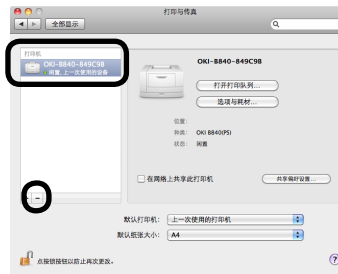 打印与传真
全部显示
打印机
OKI-B840-849C9B
闲置，上一次使用的设备
OKI-B840-849C9B
打开打印队列...
选项与耗材...
位置:
种类: OKI B840(PS)
状态: 闲置
在网络上共享此打印机
共享偏好设置...
+ −
默认打印机: 上一次使用的打印机
默认纸张大小: A4
点按锁按钮以防止再次更改。
?